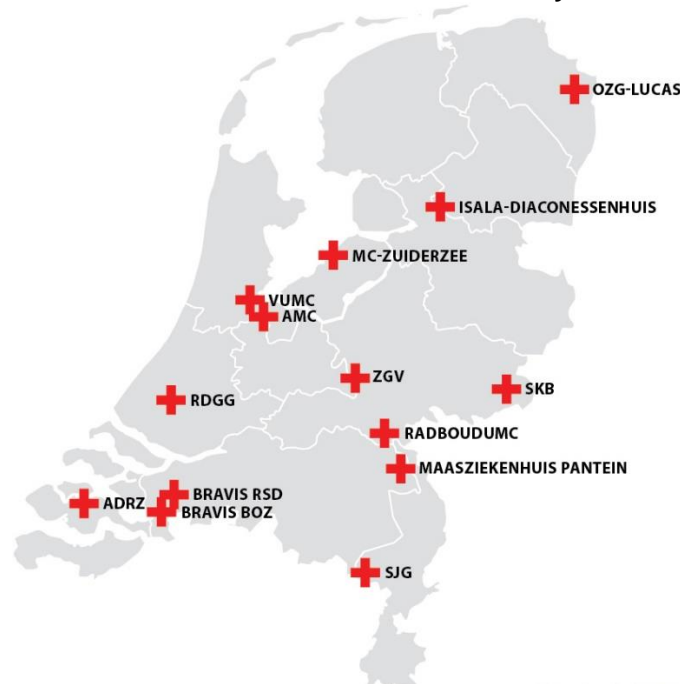 OZG-LUCAS
ISALA-DIACONESSENHUIS
MC-ZUIDERZEE
VUMC
AMC
ZGV
SKB
RDGG
RADBOUDUMC
MAASZIEKENHUIS PANTEIN
BRAVIS RSD
ADRZ
BRAVIS BOZ
SJG